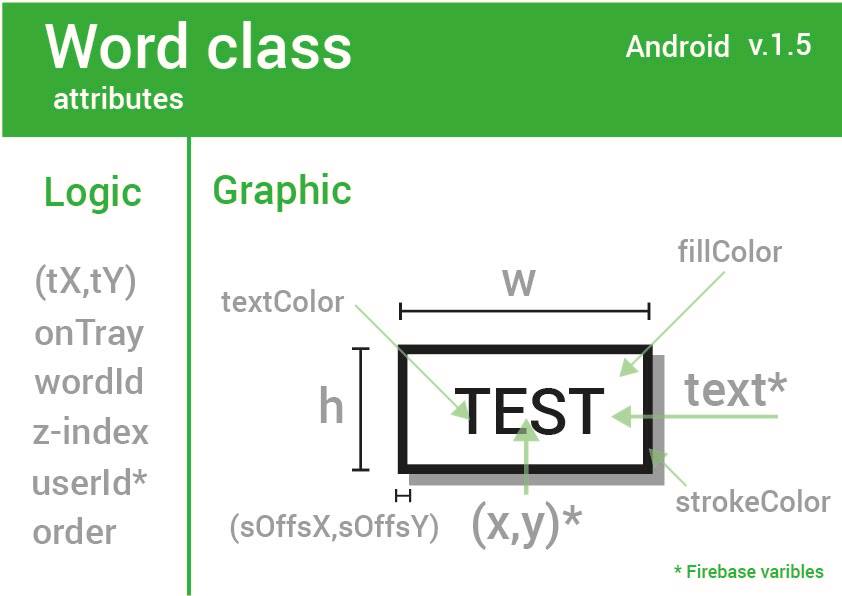 Word class
Android v.1.5
attributes
Logic
(tX,tY)
onTray
wordId
z-index
userId*
order
Graphic
fillColor
w
textColor
h
TEST
text*
strokeColor
(sOffsX,sOffsY)
(x,y)*
* Firebase varibles